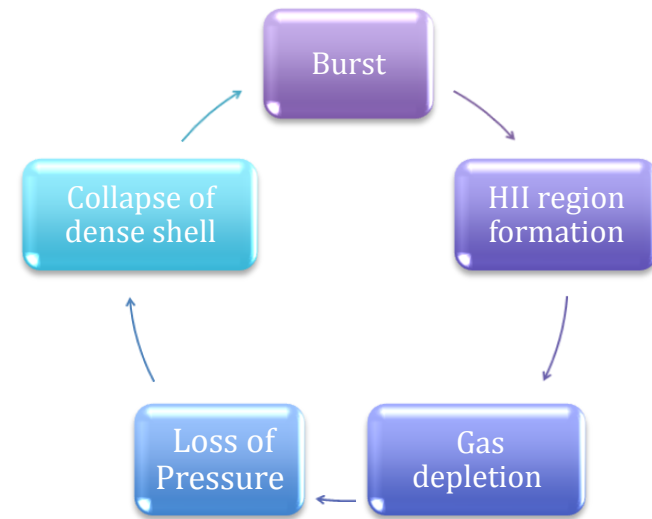 Burst
HII region
formation
Gas
depletion
Loss of
Pressure
Collapse of
dense shell